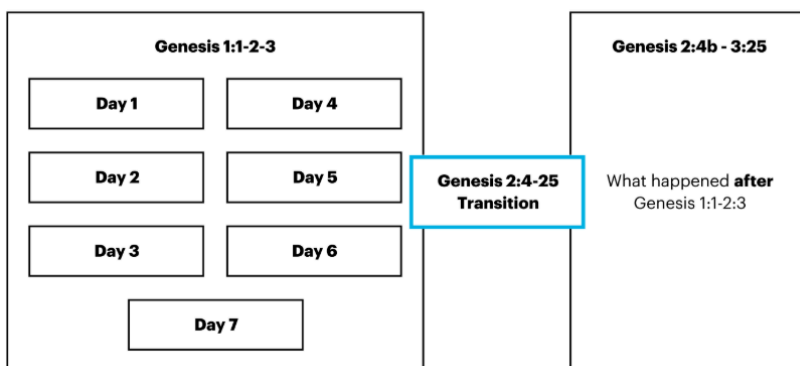 Genesis 1:1-2-3
Day 1
Day 4
Day 2
Day 5
Day 3
Day 6
Day 7
Genesis 2:4-25
Transition
Genesis 2:4b - 3:25
What happened after
Genesis 1:1-2:3